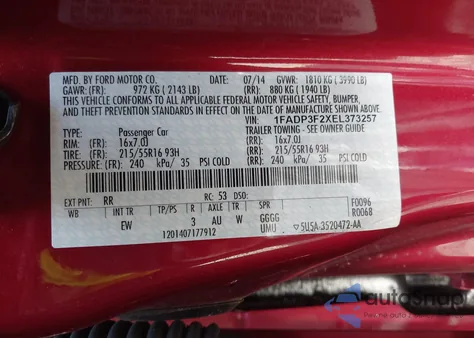 MFD. BY FORD MOTOR CO. DATE: 07/14 GVWR: 1810 KG ( 3990 LB)
GAWR: (FR) 972 KG ( 2143 LB) (RR) 880 KG ( 1940 LB)
THIS VEHICLE CONFORMS TO ALL APPLICABLE FEDERAL MOTOR VEHICLE SAFETY, BUMPER,
AND THEFT PREVENTION STANDARDS IN EFFECT ON THE DATE OF MANUFACTURE SHOWN ABOVE.
VIN: 1FADP3F2XEL373257
TYPE: Passenger Car TRAILER TOWING - SEE OWNERS GUIDE
RIM: (FR) 16x7.0J (RR) 16x7.0J
TIRE: (FR) 215/55R16 93H (RR) 215/55R16 93H
PRESSURE: (FR) 240 kPa/ 35 PSI COLD (RR) 240 kPa/ 35 PSI COLD
EXT PNT: RR RC: 53 DSO: F0096
WB INT TR TP/PS R AXLE TR SPR R0068
EW 3 AU W GGGG
1201407177912 UMU 5U5A-3520472-AA
autoSnap